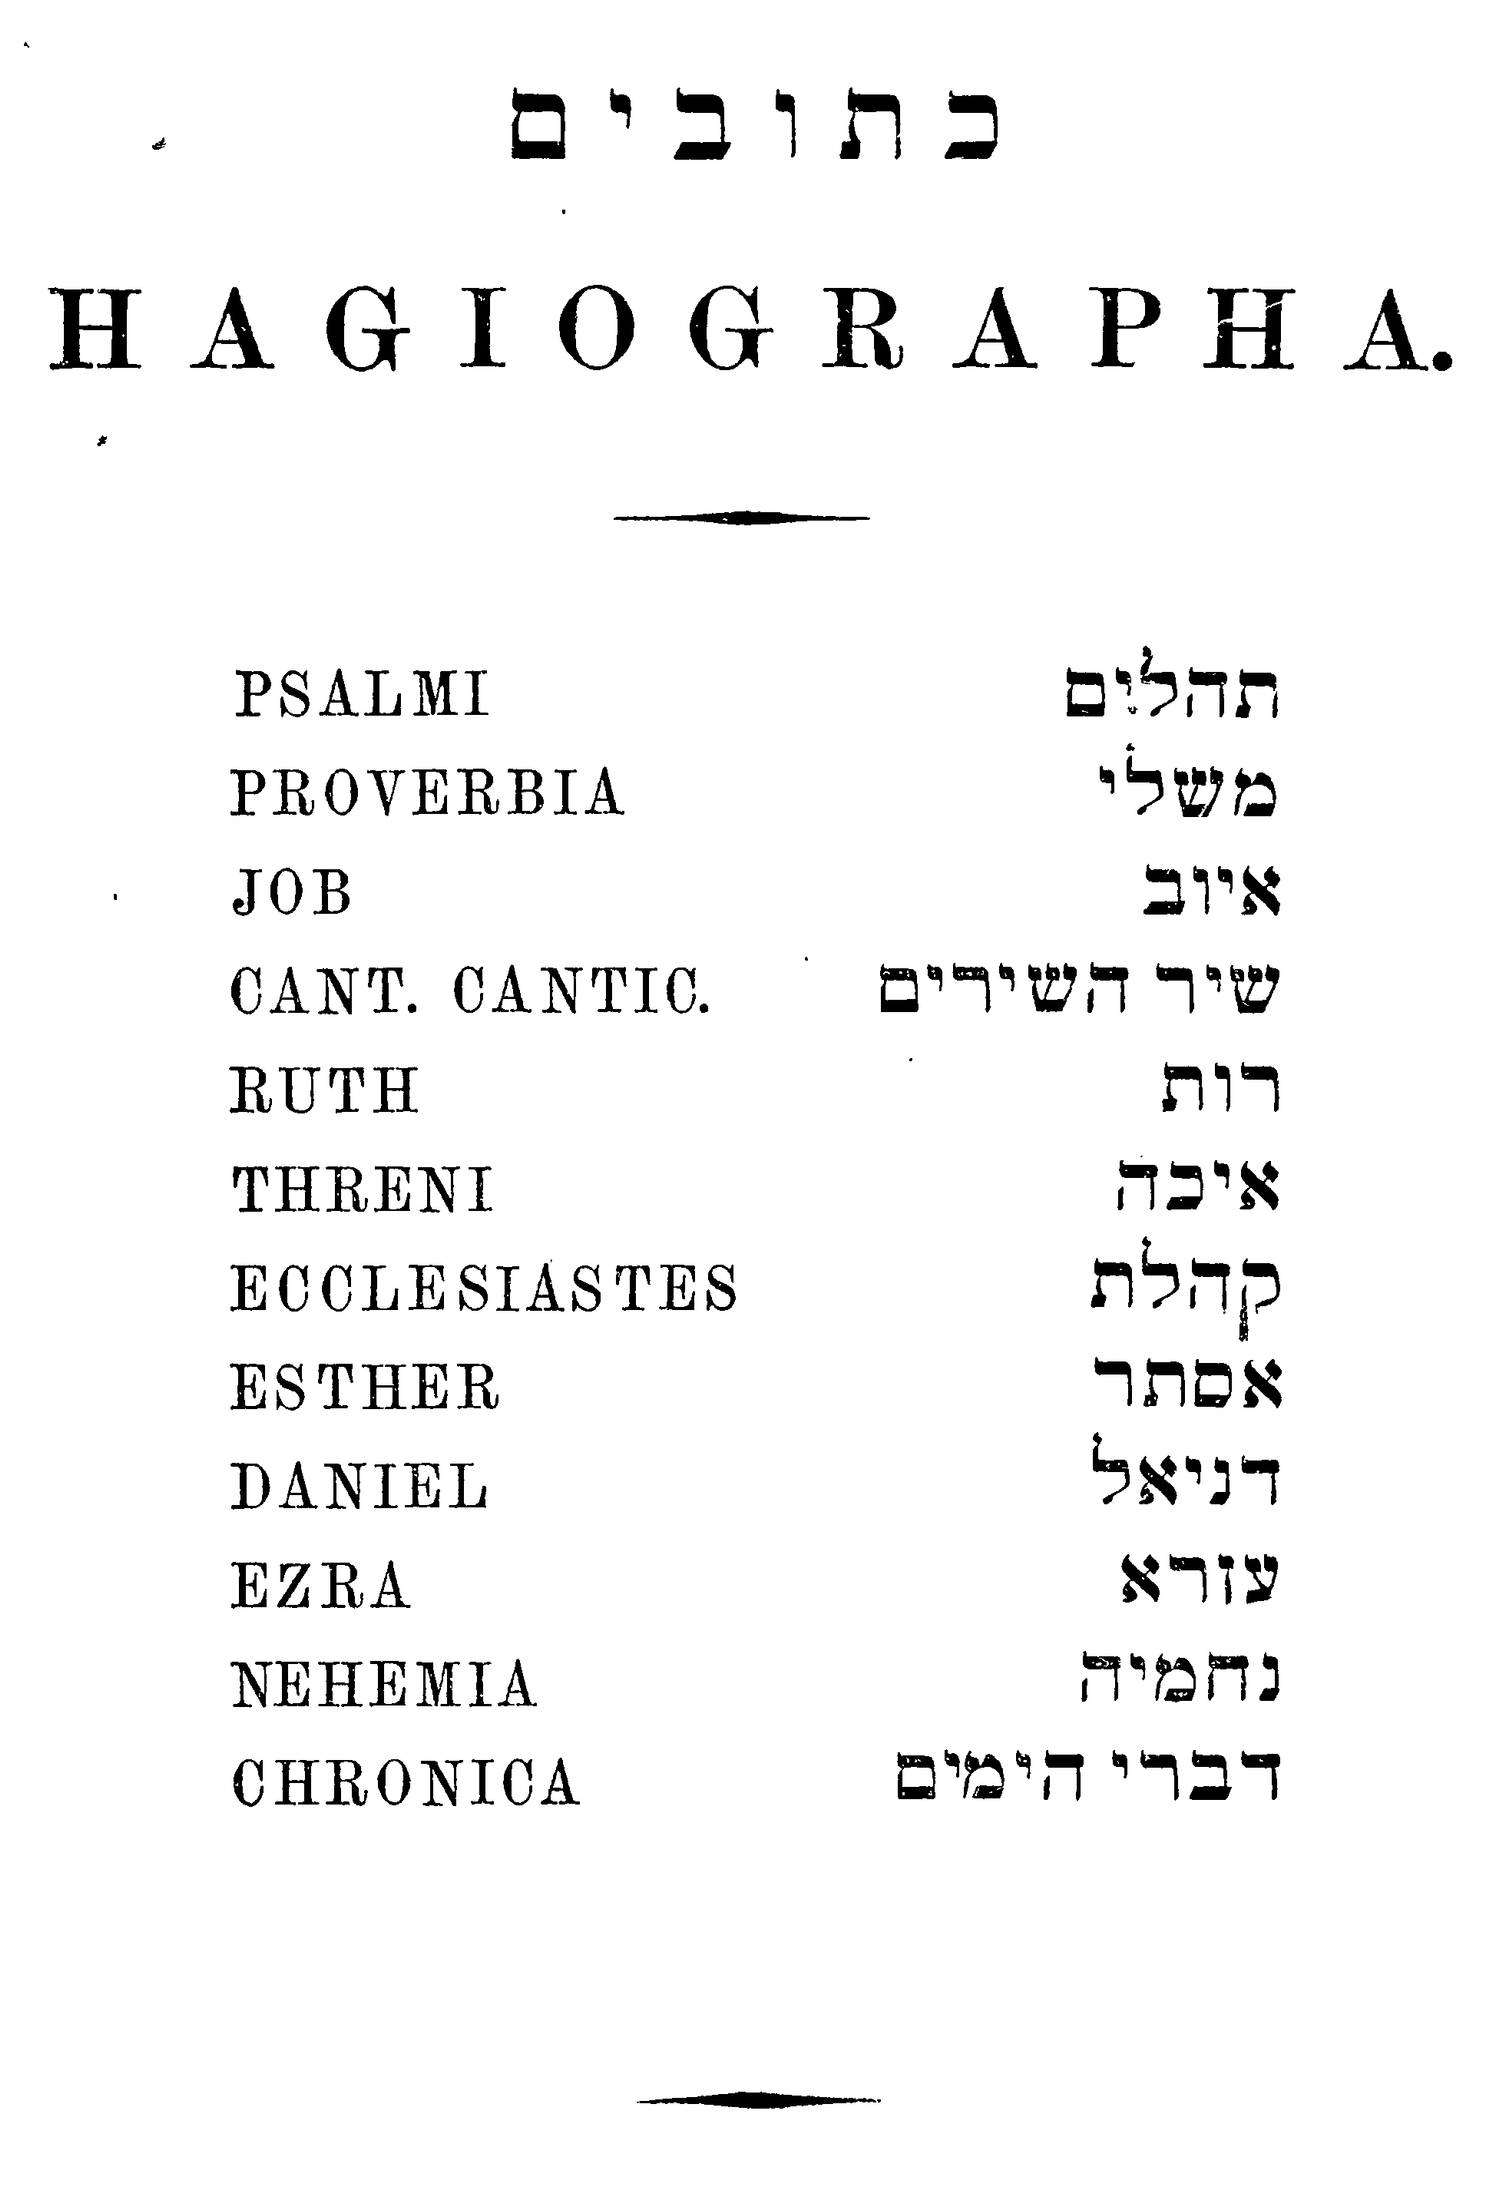 כתובים
HAGIOGRAPHA.
PSALMI תהלים
PROVERBIA משלי
JOB איוב
CANT. CANTIC. שיר השירים
RUTH רות
THRENI איכה
ECCLESIASTES קהלת
ESTHER אסתר
DANIEL דניאל
EZRA עזרא
NEHEMIA נחמיה
CHRONICA דברי הימים